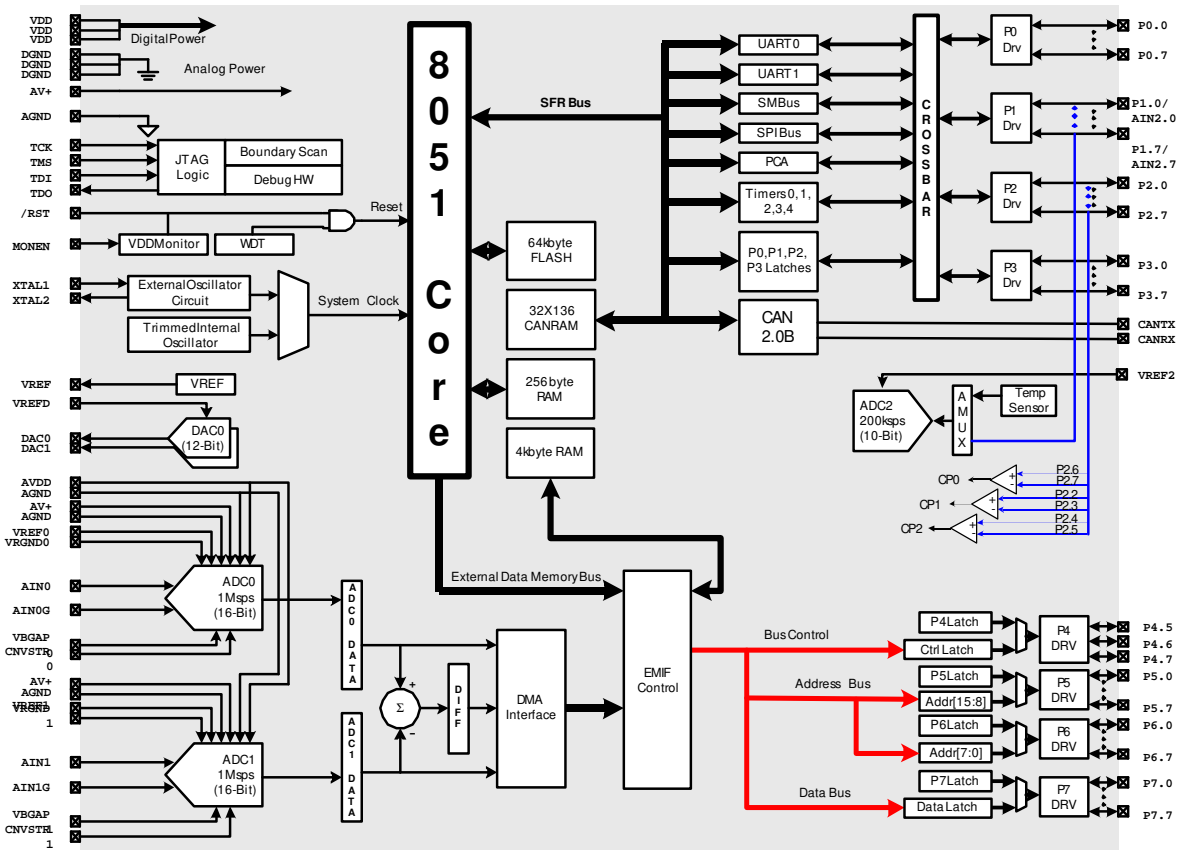 VDD
VDD
VDD
Digital Power
DGND
DGND
DGND
Analog Power
AV+
AGND
TCK
TMS
TDI
TDO
JTAG
Logic
Boundary Scan
Debug HW
/RST
MONEN
VDD Monitor
WDT
Reset
XTAL1
XTAL2
External Oscillator
Circuit
Trimmed Internal
Oscillator
System Clock
VREF
VREF
VREFD
DAC0
DAC1
DAC0
(12-Bit)
AVDD
AGND
AV+
AGND
VREF0
VRGND0
AIN0
AIN0G
VBGAP
0
CNVSTR
0
ADC0
1Msps
(16-Bit)
AV+
AGND
VREF1
VRGND
1
AIN1
AIN1G
VBGAP
1
CNVSTR
1
ADC1
1Msps
(16-Bit)
ADC0 DATA
ADC1 DATA
+
Σ
-
DIFF
DMA
Interface
EMIF
Control
External Data Memory Bus
8051 Core
SFR Bus
64kbyte
FLASH
32X136
CANRAM
256 byte
RAM
4kbyte RAM
UART0
UART1
SMBus
SPI Bus
PCA
Timers 0, 1,
2,3,4
P0, P1, P2,
P3 Latches
CAN
2.0B
CROSSBAR
P0
Drv
P1
Drv
P2
Drv
P3
Drv
P0.0
P0.7
P1.0/
AIN2.0
P1.7/
AIN2.7
P2.0
P2.7
P3.0
P3.7
CANTX
CANRX
VREF2
ADC2
200ksps
(10-Bit)
AMUX
Temp
Sensor
CP0
+
-
P2.6
P2.7
CP1
+
-
P2.2
P2.3
CP2
+
-
P2.4
P2.5
Bus Control
Address Bus
Data Bus
P4 Latch
Ctrl Latch
P5 Latch
Addr[15:8]
P6 Latch
Addr[7:0]
P7 Latch
Data Latch
P4
DRV
P5
DRV
P6
DRV
P7
DRV
P4.5
P4.6
P4.7
P5.0
P5.7
P6.0
P6.7
P7.0
P7.7